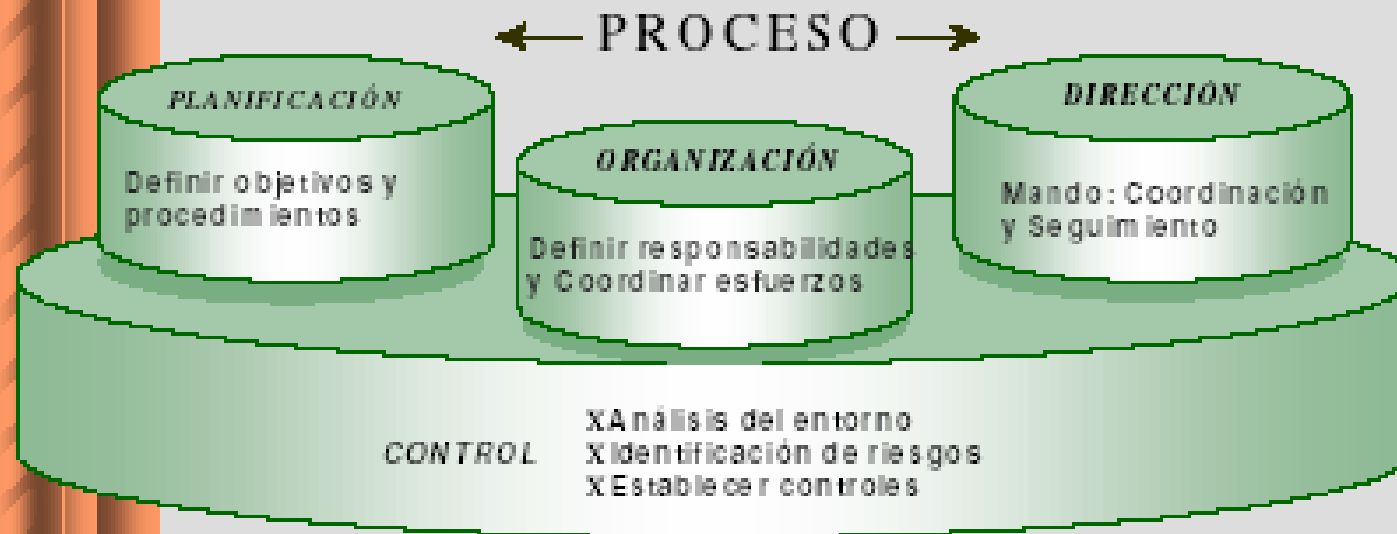 PROCESO
PLANIFICACIÓN
Definir objetivos y
procedimientos
ORGANIZACIÓN
Definir responsabilidades
y Coordinar esfuerzos
DIRECCIÓN
Mando: Coordinación
y Seguimiento
CONTROL
XAnálisis del entorno
XIdentificación de riesgos
XEstablecer controles